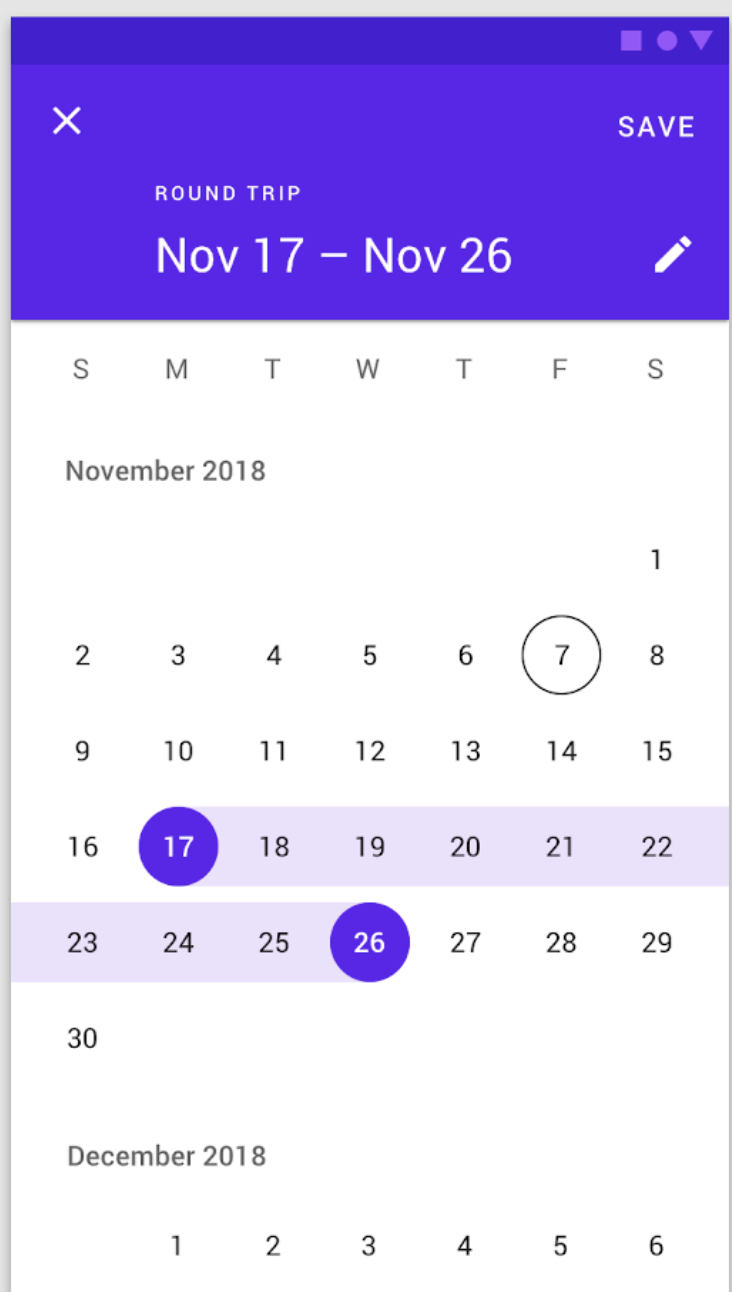 SAVE
ROUND TRIP
Nov 17 – Nov 26
S M T W T F S
November 2018
1
2 3 4 5 6 7 8
9 10 11 12 13 14 15
16 17 18 19 20 21 22
23 24 25 26 27 28 29
30
December 2018
1 2 3 4 5 6